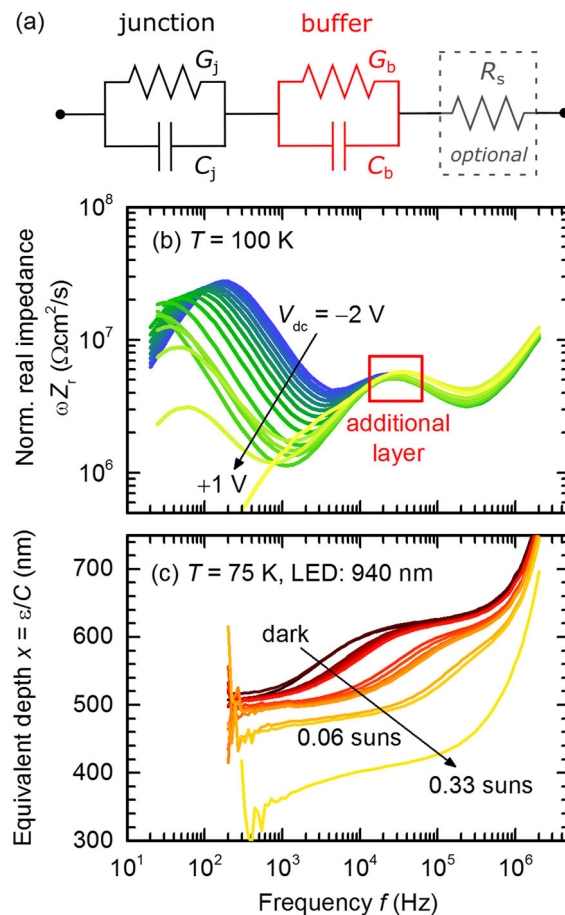 (a)
junction
buffer
G_j
G_b
R_s
C_j
C_b
optional
10^8
(b) T = 100 K
V_dc = −2 V
10^7
additional
layer
+1 V
10^6
Norm. real impedance
ωZ_r (Ωcm²/s)
(c) T = 75 K, LED: 940 nm
700
dark
600
500
0.06 suns
400
0.33 suns
300
Equivalent depth x = ε/C (nm)
10^1 10^2 10^3 10^4 10^5 10^6
Frequency f (Hz)